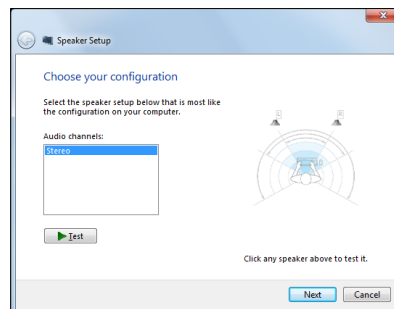 Speaker Setup
Choose your configuration
Select the speaker setup below that is most like
the configuration on your computer.
Audio channels:
Stereo
L
R
Test
Click any speaker above to test it.
Next
Cancel